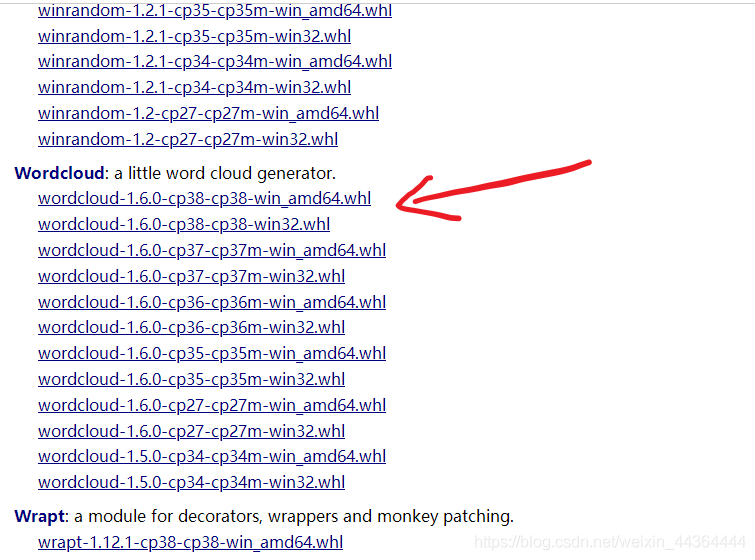 winrandom-1.2.1-cp35-cp35m-win_amd64.whl
winrandom-1.2.1-cp35-cp35m-win32.whl
winrandom-1.2.1-cp34-cp34m-win_amd64.whl
winrandom-1.2.1-cp34-cp34m-win32.whl
winrandom-1.2-cp27-cp27m-win_amd64.whl
winrandom-1.2-cp27-cp27m-win32.whl
Wordcloud: a little word cloud generator.
wordcloud-1.6.0-cp38-cp38-win_amd64.whl
wordcloud-1.6.0-cp38-cp38-win32.whl
wordcloud-1.6.0-cp37-cp37m-win_amd64.whl
wordcloud-1.6.0-cp37-cp37m-win32.whl
wordcloud-1.6.0-cp36-cp36m-win_amd64.whl
wordcloud-1.6.0-cp36-cp36m-win32.whl
wordcloud-1.6.0-cp35-cp35m-win_amd64.whl
wordcloud-1.6.0-cp35-cp35m-win32.whl
wordcloud-1.6.0-cp27-cp27m-win_amd64.whl
wordcloud-1.6.0-cp27-cp27m-win32.whl
wordcloud-1.5.0-cp34-cp34m-win_amd64.whl
wordcloud-1.5.0-cp34-cp34m-win32.whl
Wrapt: a module for decorators, wrappers and monkey patching.
wrapt-1.12.1-cp38-cp38-win_amd64.whl
https://blog.csdn.net/weixin_44364444